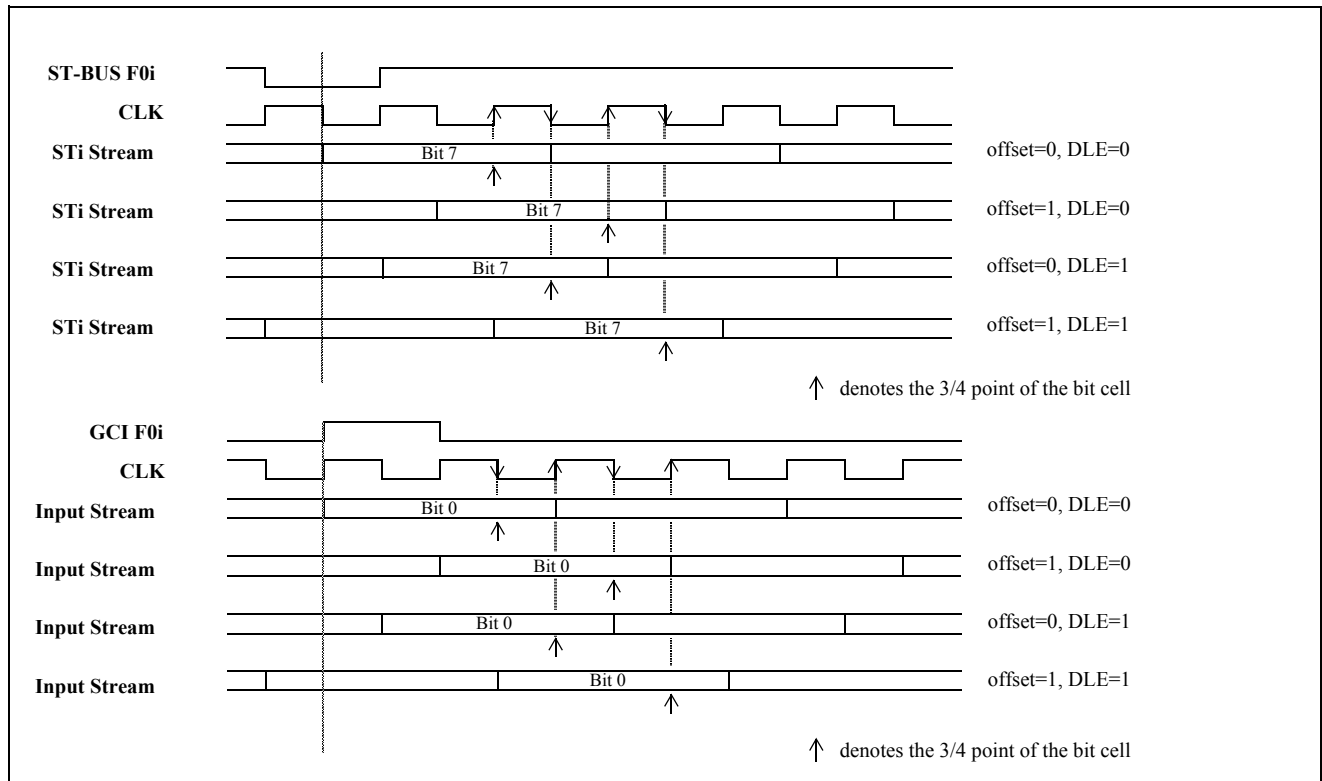 ST-BUS F0i
CLK
STi Stream Bit 7 offset=0, DLE=0
STi Stream Bit 7 offset=1, DLE=0
STi Stream Bit 7 offset=0, DLE=1
STi Stream Bit 7 offset=1, DLE=1
denotes the 3/4 point of the bit cell
GCI F0i
CLK
Input Stream Bit 0 offset=0, DLE=0
Input Stream Bit 0 offset=1, DLE=0
Input Stream Bit 0 offset=0, DLE=1
Input Stream Bit 0 offset=1, DLE=1
denotes the 3/4 point of the bit cell